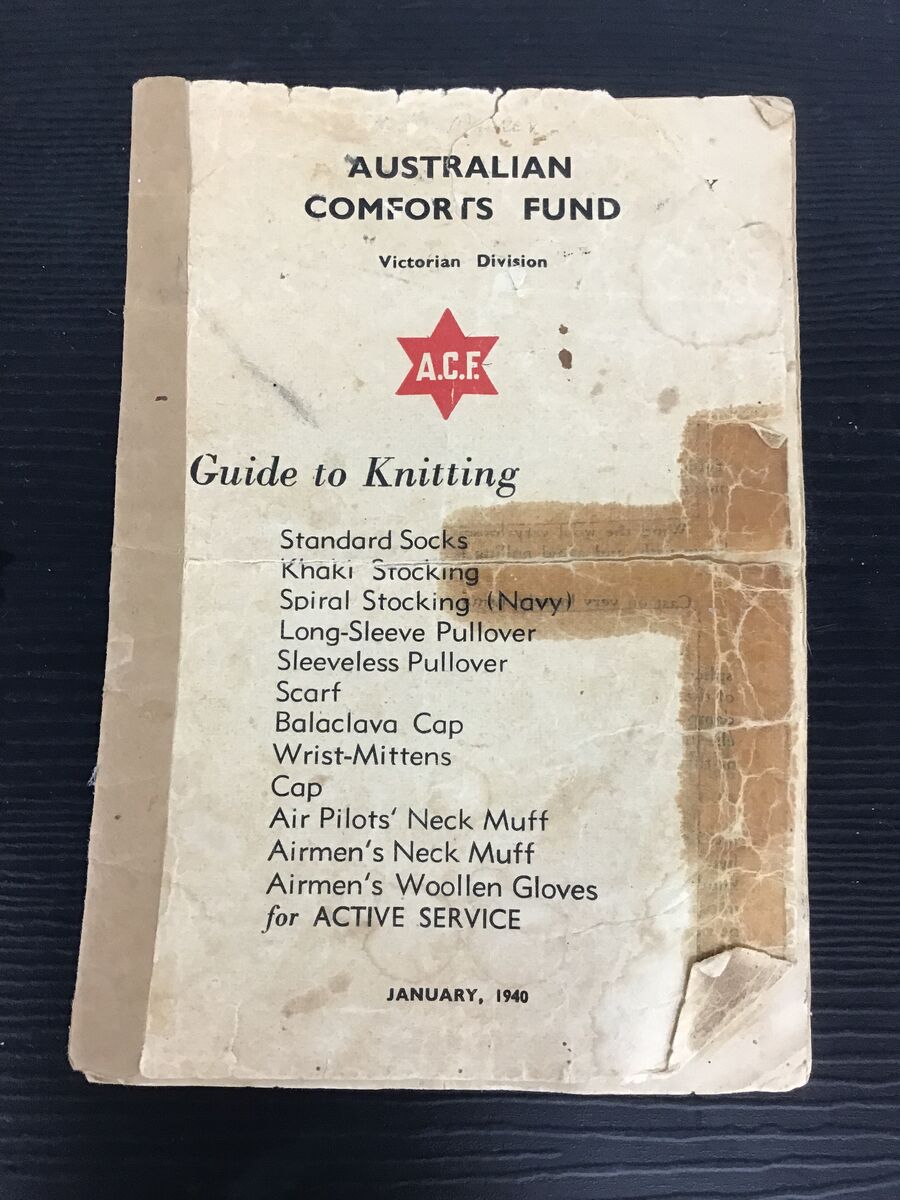 AUSTRALIAN
COMFORTS FUND
Victorian Division
A.C.F.
Guide to Knitting
Standard Socks
Khaki Stocking
Spiral Stocking (Navy)
Long-Sleeve Pullover
Sleeveless Pullover
Scarf
Balaclava Cap
Wrist-Mittens
Cap
Air Pilots' Neck Muff
Airmen's Neck Muff
Airmen's Woollen Gloves
for ACTIVE SERVICE
JANUARY, 1940